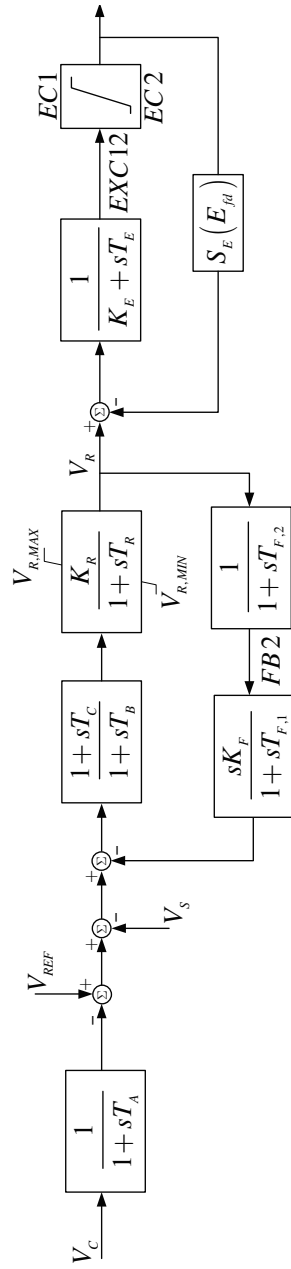 V_C
1
1 + sT_A
V_REF
-
+
Σ
+
-
Σ
V_S
+
-
Σ
1 + sT_C
1 + sT_B
V_R,MAX
K_R
1 + sT_R
V_R,MIN
V_R
+
-
Σ
1
K_E + sT_E
EXC12
EC1
EC2
S_E(E_fd)
1
1 + sT_F,2
FB2
sK_F
1 + sT_F,1